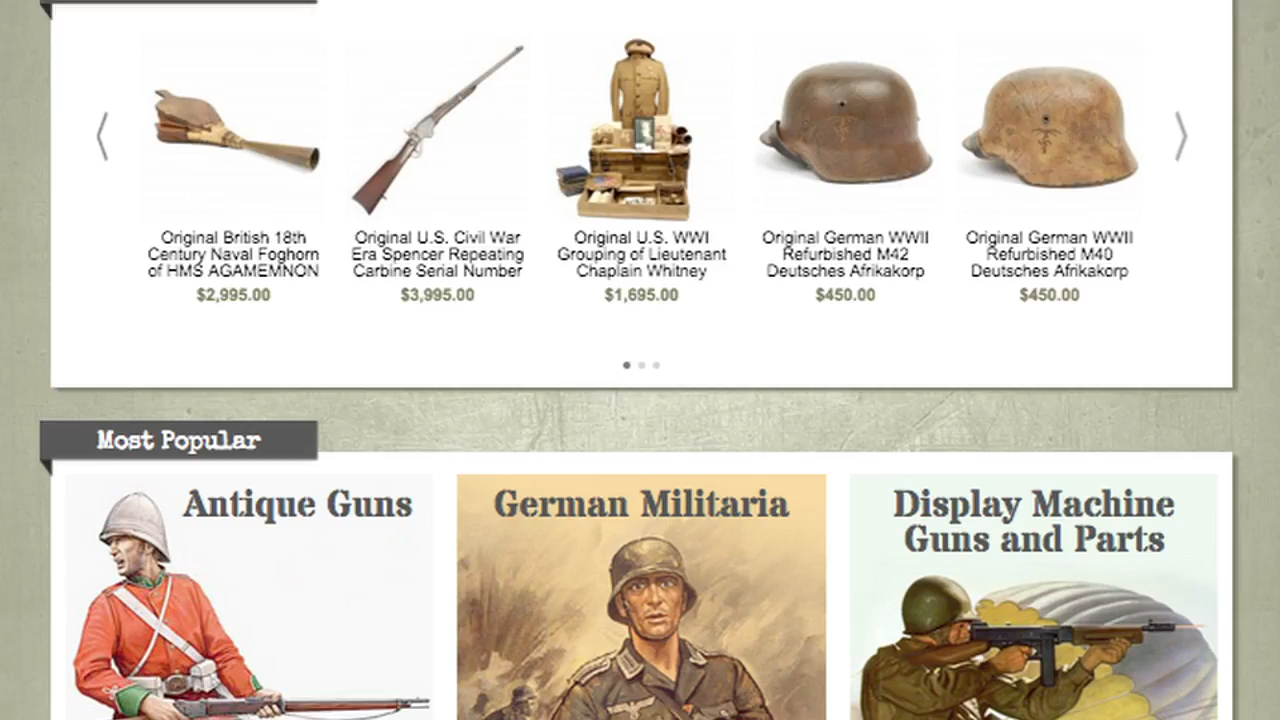 Original British 18th
Century Naval Foghorn
of HMS AGAMEMNON
$2,995.00
Original U.S. Civil War
Era Spencer Repeating
Carbine Serial Number
$3,995.00
Original U.S. WWI
Grouping of Lieutenant
Chaplain Whitney
$1,695.00
Original German WWII
Refurbished M42
Deutsches Afrikakorp
$450.00
Original German WWII
Refurbished M40
Deutsches Afrikakorp
$450.00
Most Popular
Antique Guns
German Militaria
Display Machine
Guns and Parts